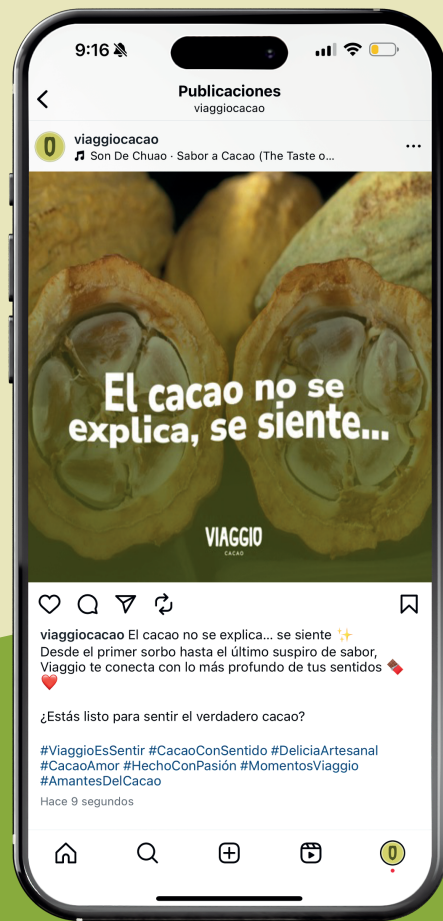 9:16
Publicaciones
viaggiocacao
viaggiocacao
Son De Chuao · Sabor a Cacao (The Taste o...
El cacao no se
explica, se siente...
VIAGGIO
CACAO
viaggiocacao El cacao no se explica... se siente ✨
Desde el primer sorbo hasta el último suspiro de sabor,
Viaggio te conecta con lo más profundo de tus sentidos 🍫
❤️
¿Estás listo para sentir el verdadero cacao?
#ViaggioEsSentir #CacaoConSentido #DeliciaArtesanal
#CacaoAmor #HechoConPasión #MomentosViaggio
#AmantesDelCacao
Hace 9 segundos